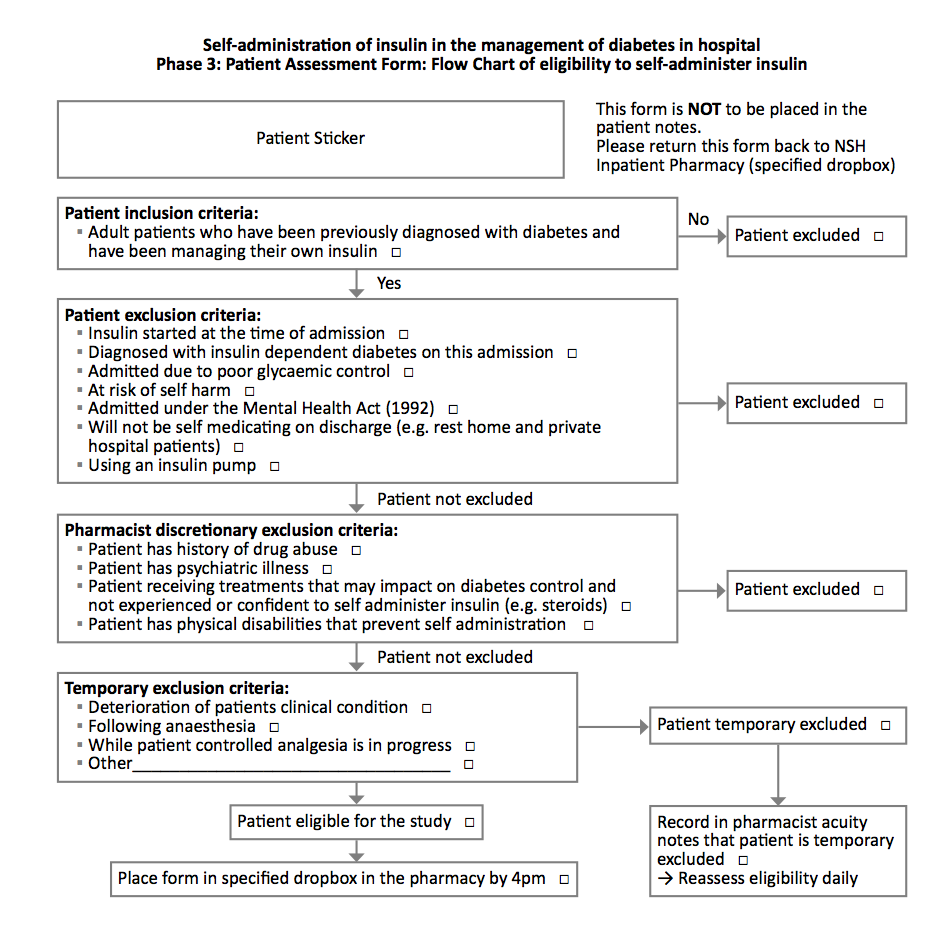 Self-administration of insulin in the management of diabetes in hospital
Phase 3: Patient Assessment Form: Flow Chart of eligibility to self-administer insulin
Patient Sticker
This form is NOT to be placed in the
patient notes.
Please return this form back to NSH
Inpatient Pharmacy (specified dropbox)
Patient inclusion criteria:
▪ Adult patients who have been previously diagnosed with diabetes and
have been managing their own insulin □
No
Patient excluded □
Yes
Patient exclusion criteria:
▪ Insulin started at the time of admission □
▪ Diagnosed with insulin dependent diabetes on this admission □
▪ Admitted due to poor glycaemic control □
▪ At risk of self harm □
▪ Admitted under the Mental Health Act (1992) □
▪ Will not be self medicating on discharge (e.g. rest home and private
hospital patients) □
▪ Using an insulin pump □
Patient excluded □
Patient not excluded
Pharmacist discretionary exclusion criteria:
▪ Patient has history of drug abuse □
▪ Patient has psychiatric illness □
▪ Patient receiving treatments that may impact on diabetes control and
not experienced or confident to self administer insulin (e.g. steroids) □
▪ Patient has physical disabilities that prevent self administration □
Patient excluded □
Patient not excluded
Temporary exclusion criteria:
▪ Deterioration of patients clinical condition □
▪ Following anaesthesia □
▪ While patient controlled analgesia is in progress □
▪ Other___________________________________ □
Patient temporary excluded □
Patient eligible for the study □
Place form in specified dropbox in the pharmacy by 4pm □
Record in pharmacist acuity
notes that patient is temporary
excluded □
→ Reassess eligibility daily